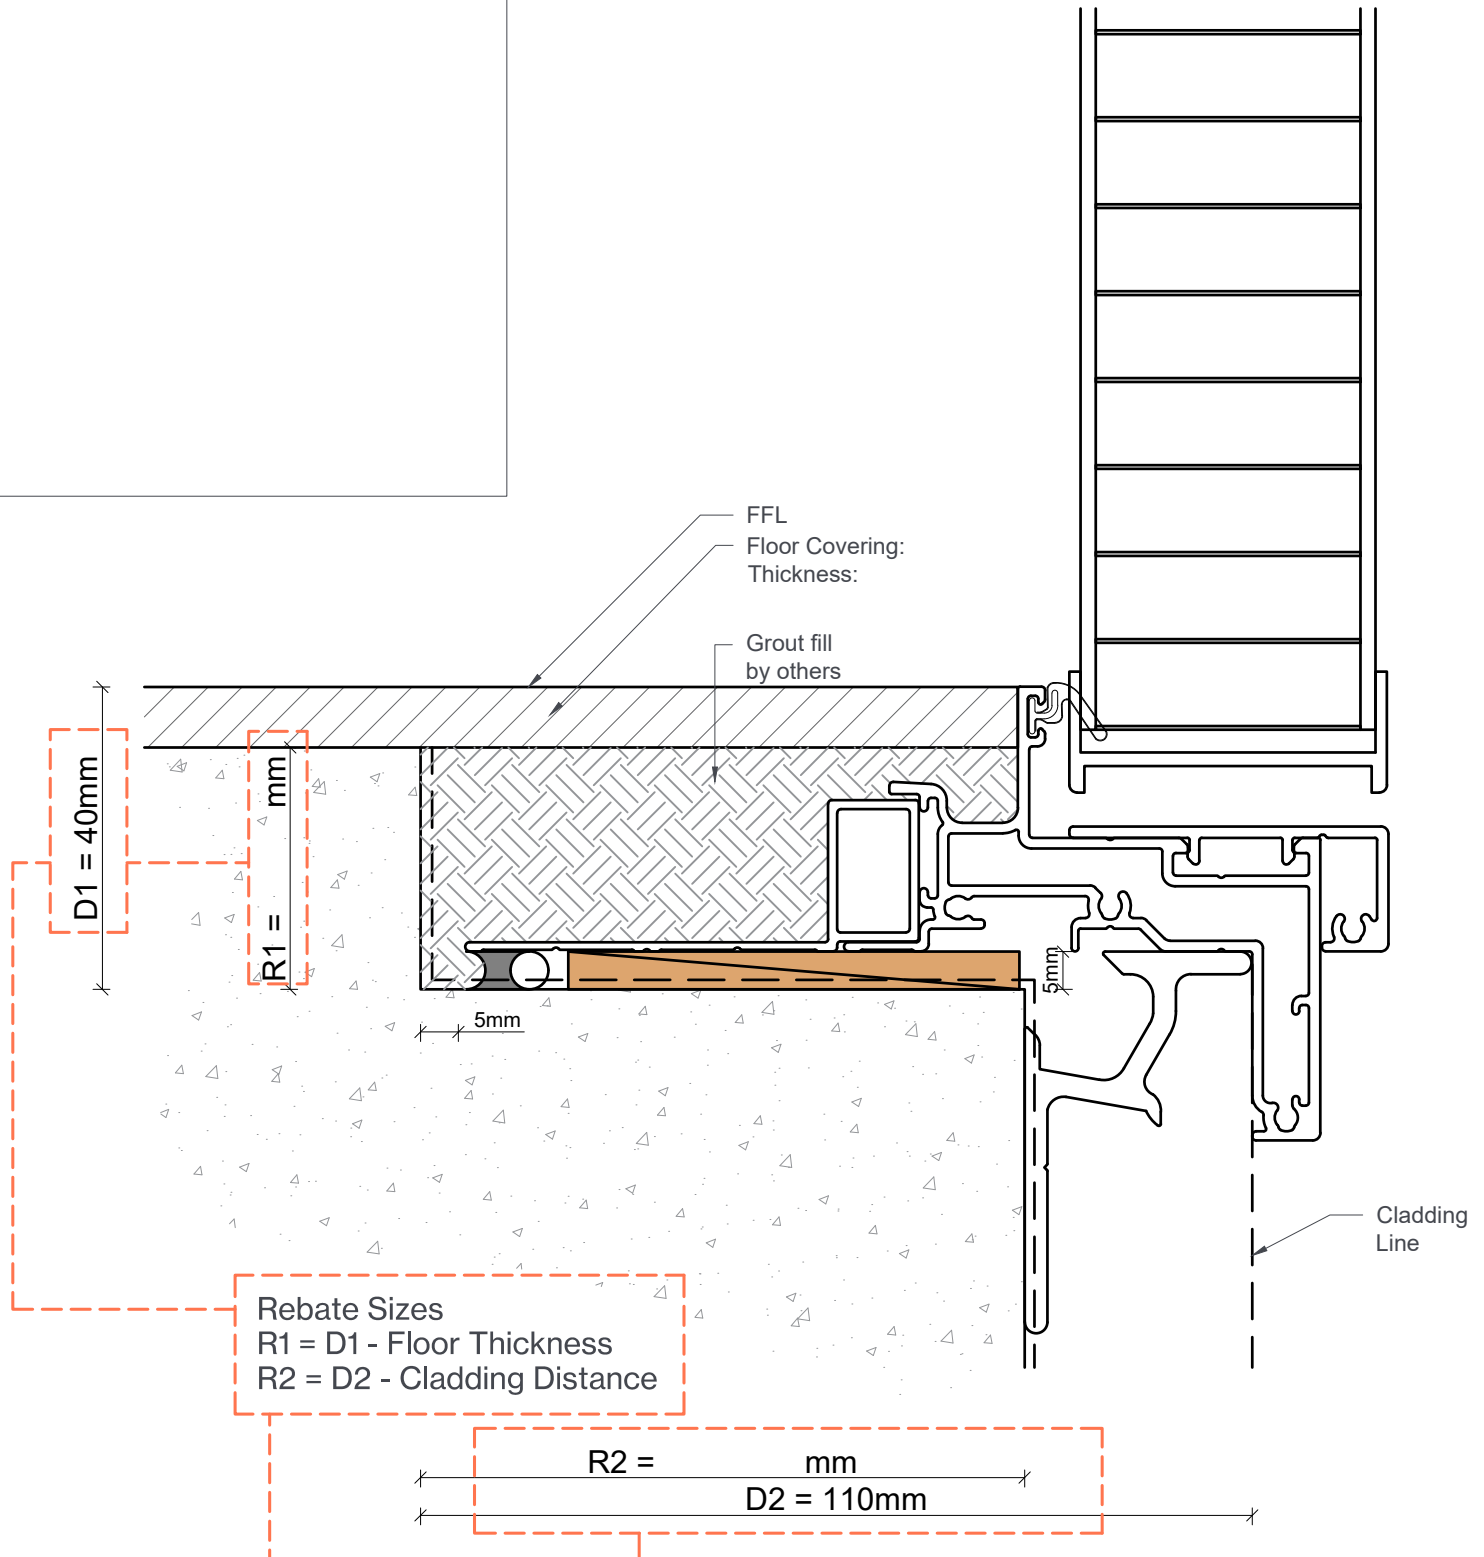 FFL
Floor Covering:
Thickness:
Grout fill
by others
D1 = 40mm
R1 = mm
5mm
5mm
Cladding
Line
Rebate Sizes
R1 = D1 - Floor Thickness
R2 = D2 - Cladding Distance
R2 = mm
D2 = 110mm